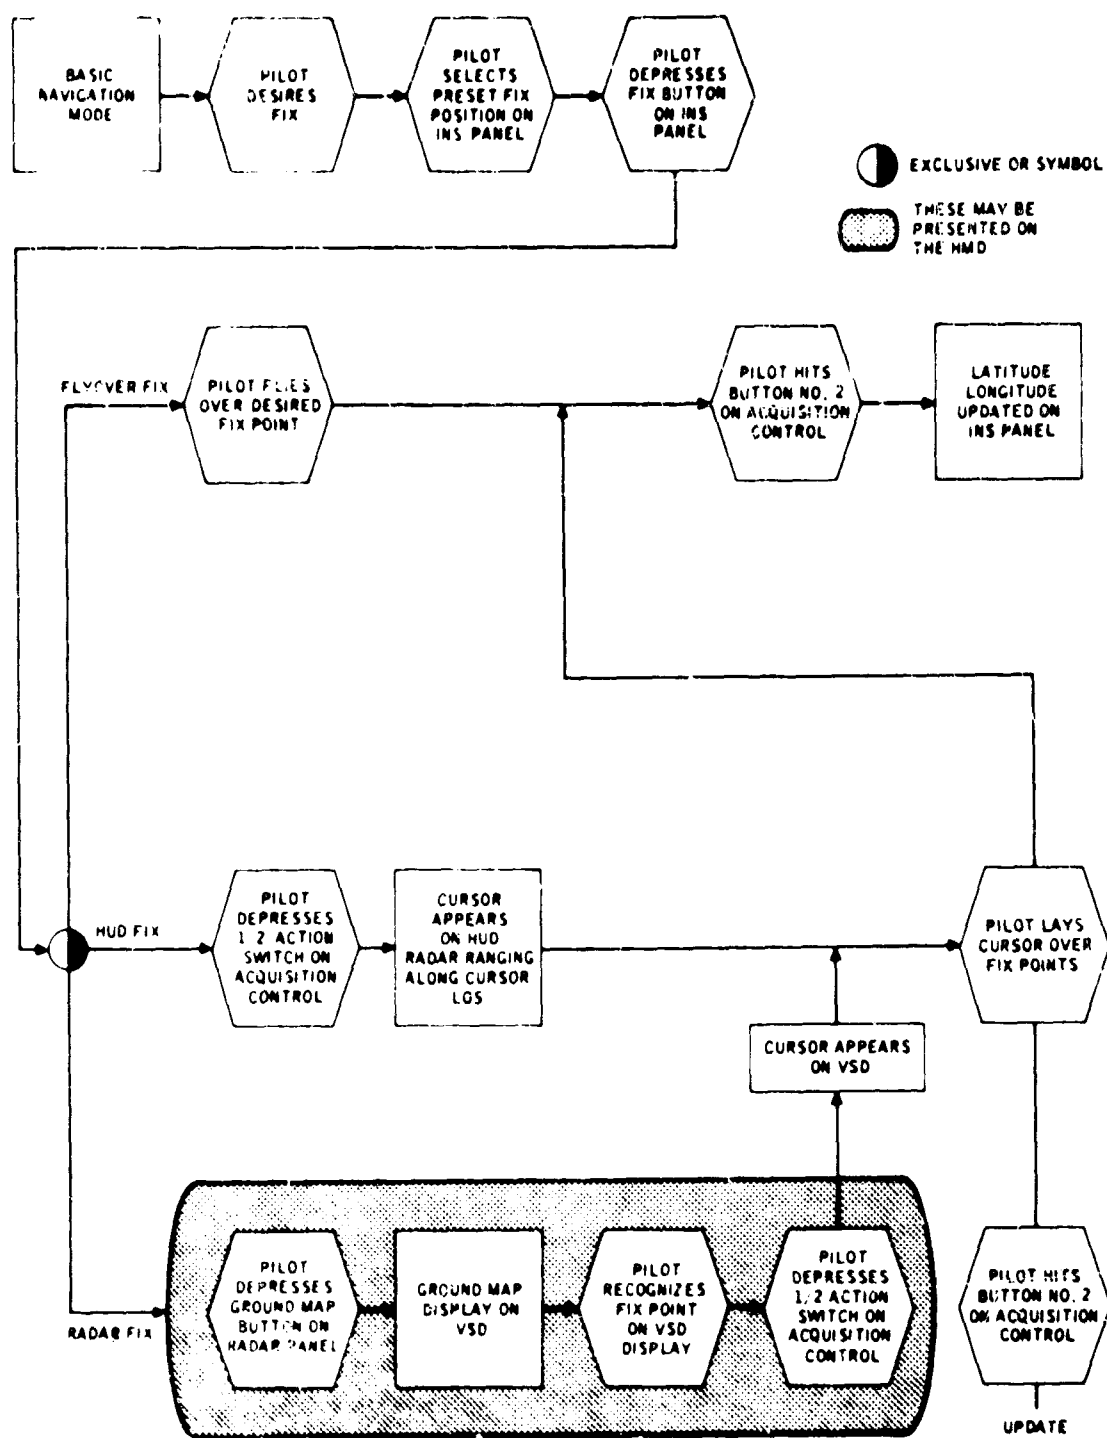 BASIC
NAVIGATION
MODE
PILOT
DESIRES
FIX
PILOT
SELECTS
PRESET FIX
POSITION ON
INS PANEL
PILOT
DEPRESSES
FIX BUTTON
ON INS
PANEL
EXCLUSIVE OR SYMBOL
THESE MAY BE
PRESENTED ON
THE HMD
FLYOVER FIX
PILOT FLIES
OVER DESIRED
FIX POINT
PILOT HITS
BUTTON NO. 2
ON ACQUISITION
CONTROL
LATITUDE
LONGITUDE
UPDATED ON
INS PANEL
HUD FIX
PILOT
DEPRESSES
1/2 ACTION
SWITCH ON
ACQUISITION
CONTROL
CURSOR
APPEARS
ON HUD
RADAR RANGING
ALONG CURSOR
LOS
PILOT LAYS
CURSOR OVER
FIX POINTS
CURSOR APPEARS
ON VSD
RADAR FIX
PILOT
DEPRESSES
GROUND MAP
BUTTON ON
RADAR PANEL
GROUND MAP
DISPLAY ON
VSD
PILOT
RECOGNIZES
FIX POINT
ON VSD
DISPLAY
PILOT
DEPRESSES
1/2 ACTION
SWITCH ON
ACQUISITION
CONTROL
PILOT HITS
BUTTON NO. 2
ON ACQUISITION
CONTROL
UPDATE